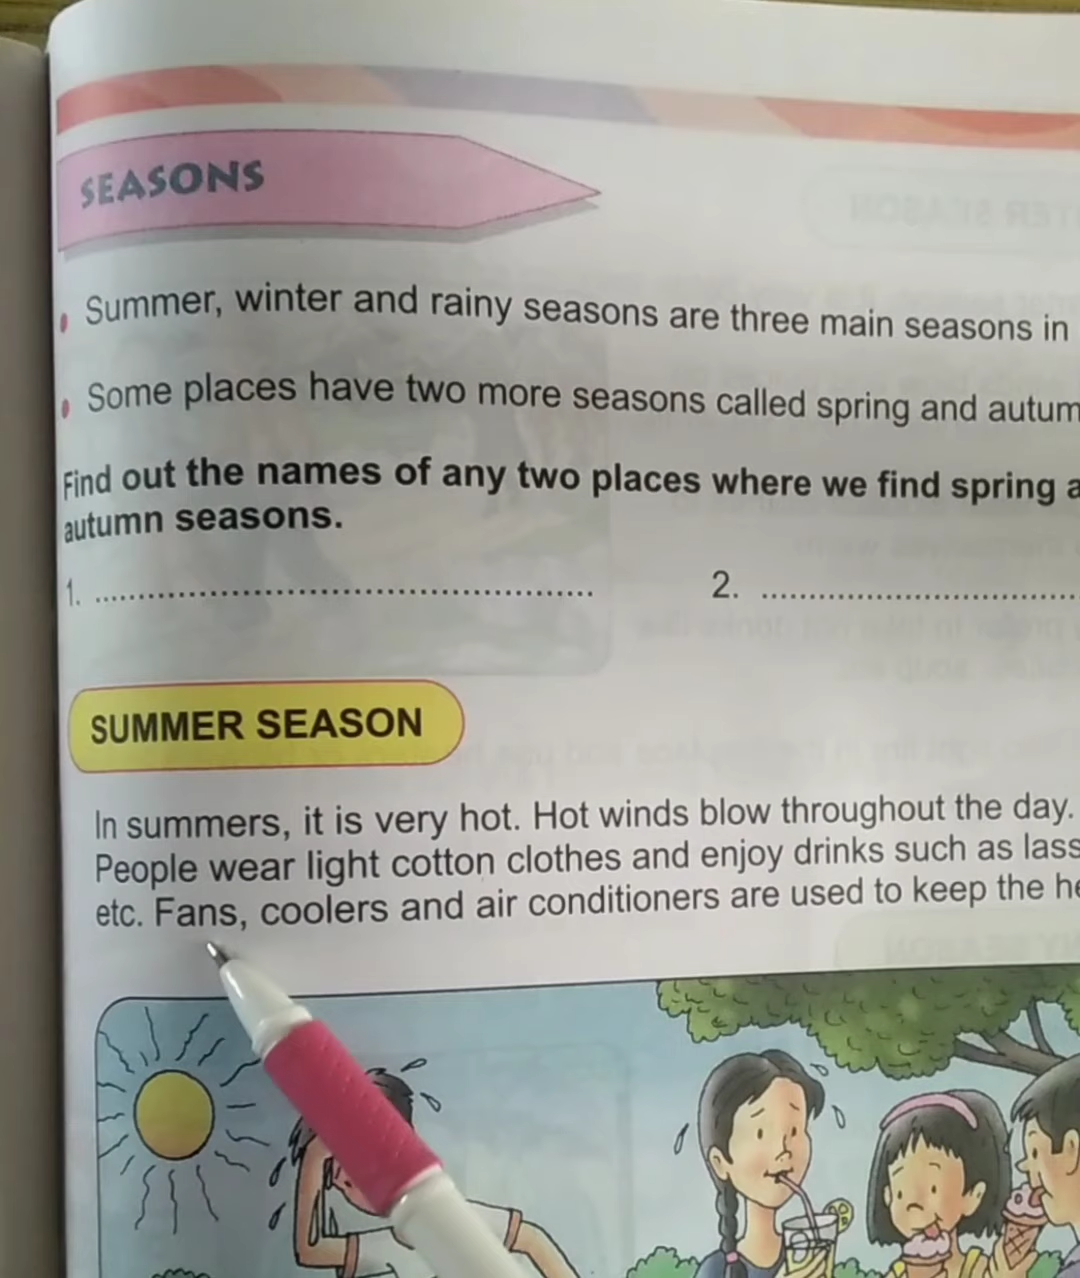 SEASONS
Summer, winter and rainy seasons are three main seasons in
Some places have two more seasons called spring and autum
Find out the names of any two places where we find spring a
autumn seasons.
1. ............................................................ 2. ........................................
SUMMER SEASON
In summers, it is very hot. Hot winds blow throughout the day.
People wear light cotton clothes and enjoy drinks such as lass
etc. Fans, coolers and air conditioners are used to keep the he